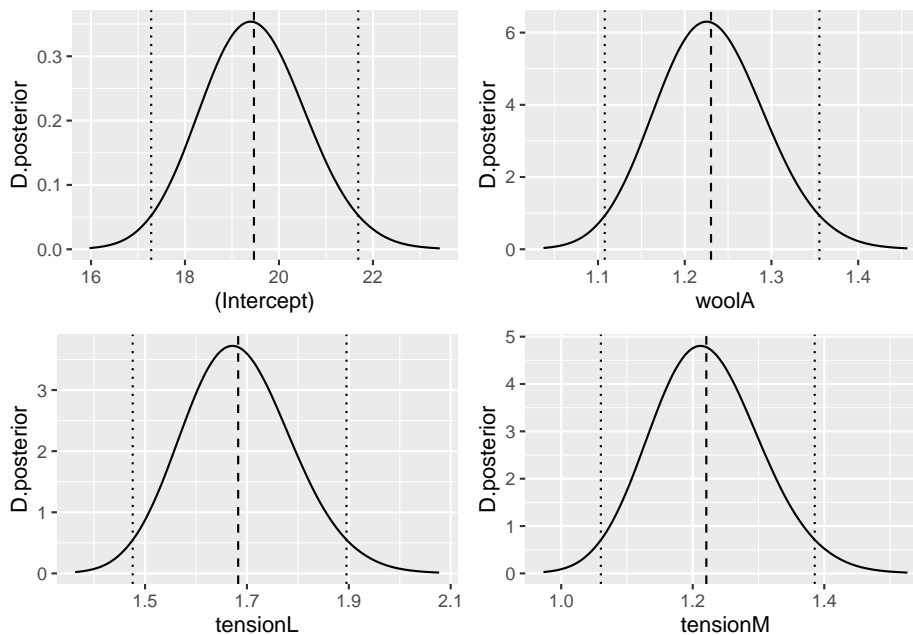 D.posterior
0.3
0.2
0.1
0.0
16 18 20 22
(Intercept)
D.posterior
6
4
2
0
1.1 1.2 1.3 1.4
woolA
D.posterior
3
2
1
0
1.5 1.7 1.9 2.1
tensionL
D.posterior
5
4
3
2
1
0
1.0 1.2 1.4
tensionM